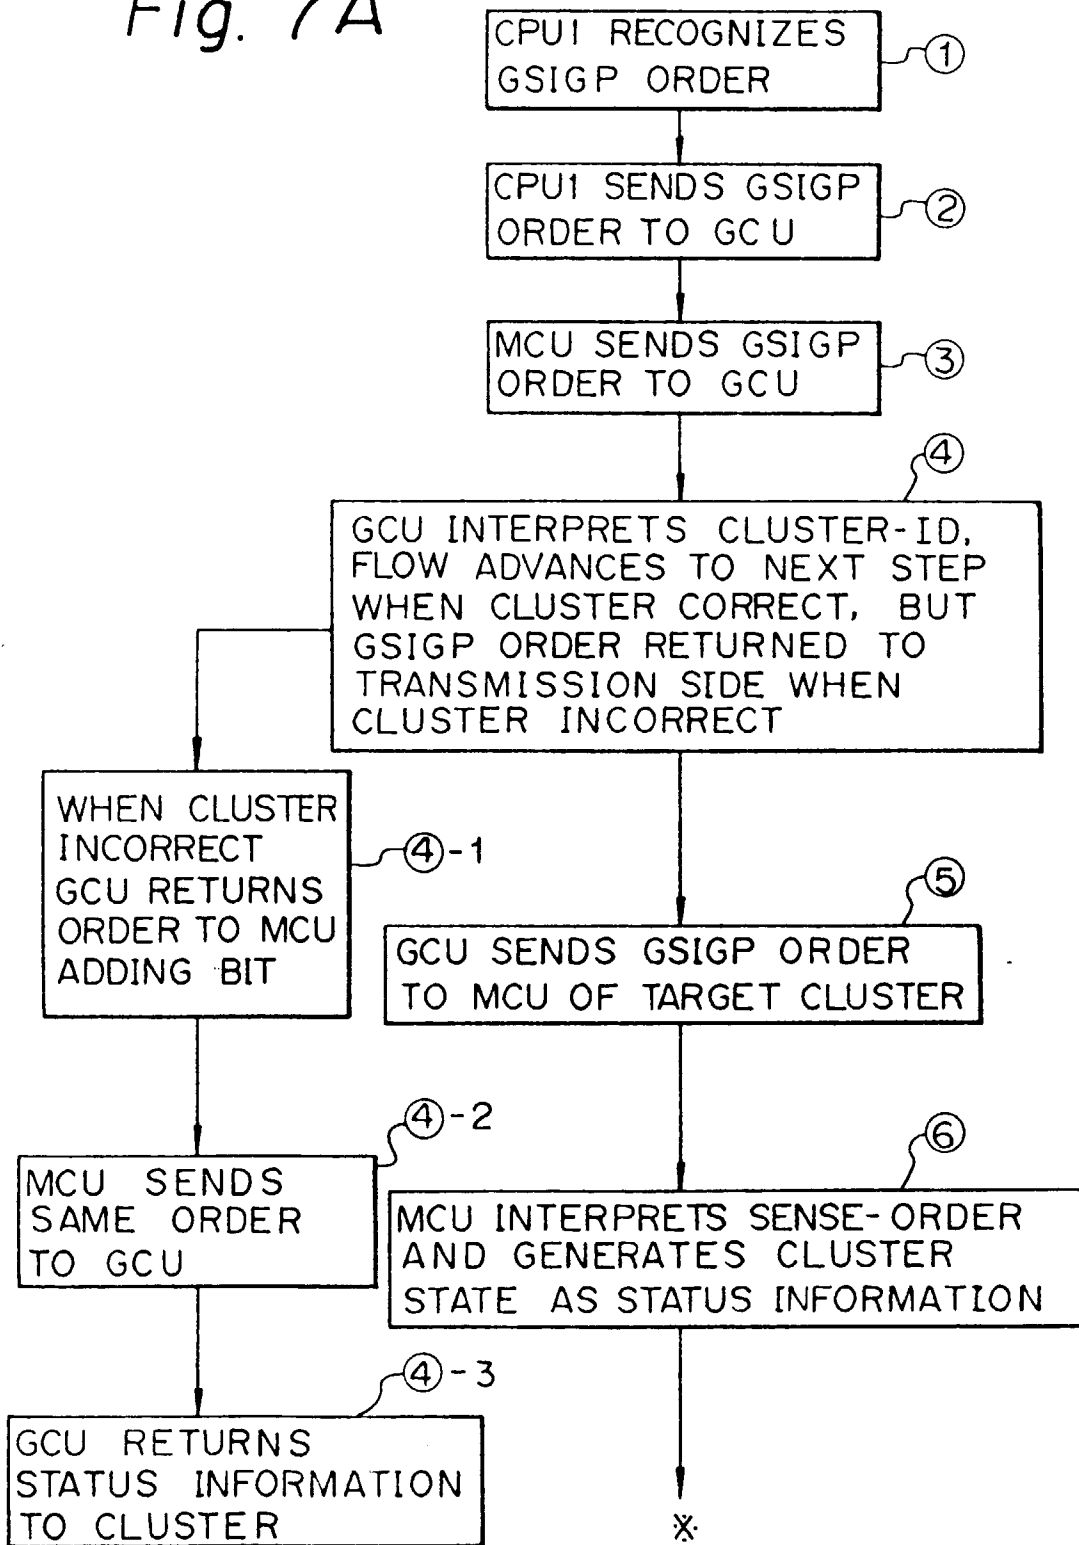 Fig. 7A
CPU1 RECOGNIZES
GSIGP ORDER
①
CPU1 SENDS GSIGP
ORDER TO GCU
②
MCU SENDS GSIGP
ORDER TO GCU
③
④
GCU INTERPRETS CLUSTER-ID,
FLOW ADVANCES TO NEXT STEP
WHEN CLUSTER CORRECT, BUT
GSIGP ORDER RETURNED TO
TRANSMISSION SIDE WHEN
CLUSTER INCORRECT
WHEN CLUSTER
INCORRECT
GCU RETURNS
ORDER TO MCU
ADDING BIT
④-1
⑤
GCU SENDS GSIGP ORDER
TO MCU OF TARGET CLUSTER
④-2
MCU SENDS
SAME ORDER
TO GCU
⑥
MCU INTERPRETS SENSE-ORDER
AND GENERATES CLUSTER
STATE AS STATUS INFORMATION
④-3
GCU RETURNS
STATUS INFORMATION
TO CLUSTER
※